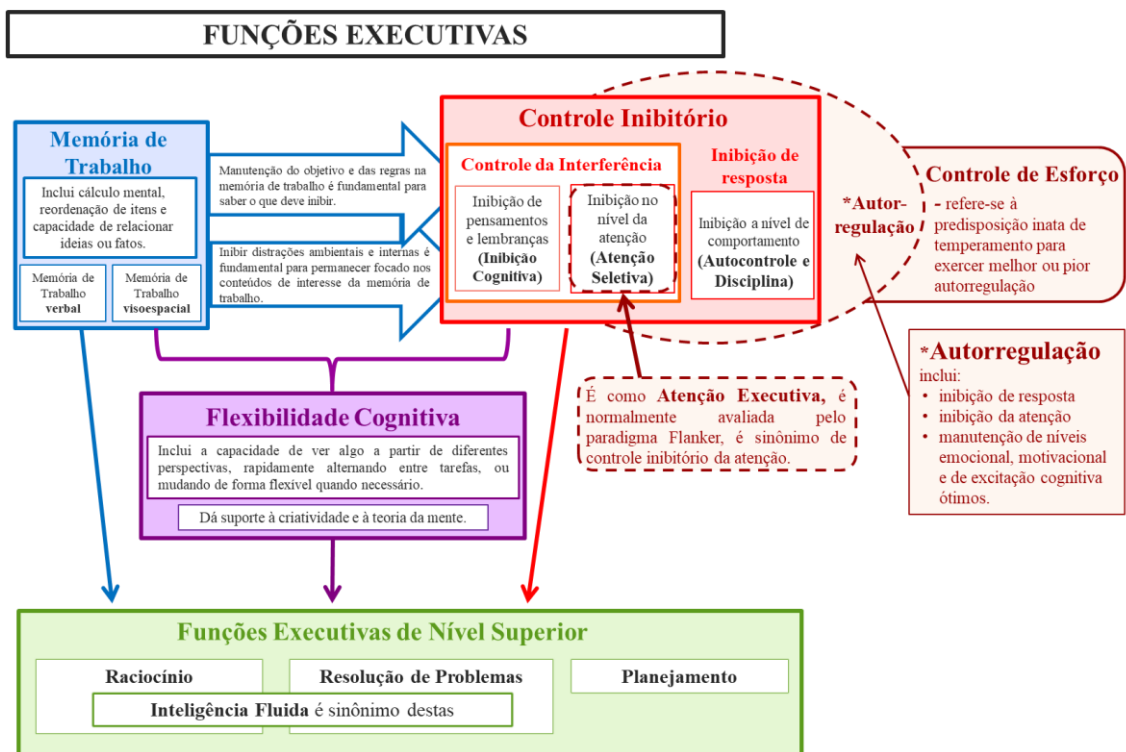 FUNÇÕES EXECUTIVAS
Memória de
Trabalho
Inclui cálculo mental,
reordenação de itens e
capacidade de relacionar
ideias ou fatos.
Memória de
Trabalho
verbal
Memória de
Trabalho
visoespacial
Manutenção do objetivo e das regras na
memória de trabalho é fundamental para
saber o que deve inibir.
Inibir distrações ambientais e internas é
fundamental para permanecer focado nos
conteúdos de interesse da memória de
trabalho.
Controle Inibitório
Controle da Interferência
Inibição de
pensamentos
e lembranças
(Inibição
Cognitiva)
Inibição no
nível da
atenção
(Atenção
Seletiva)
Inibição de
resposta
Inibição a nível de
comportamento
(Autocontrole e
Disciplina)
*Autor-
regulação
Controle de Esforço
- refere-se à
predisposição inata de
temperamento para
exercer melhor ou pior
autorregulação
*Autorregulação
inclui:
• inibição de resposta
• inibição da atenção
• manutenção de níveis
emocional, motivacional
e de excitação cognitiva
ótimos.
É como Atenção Executiva, é
normalmente avaliada pelo
paradigma Flanker, é sinônimo de
controle inibitório da atenção.
Flexibilidade Cognitiva
Inclui a capacidade de ver algo a partir de diferentes
perspectivas, rapidamente alternando entre tarefas, ou
mudando de forma flexível quando necessário.
Dá suporte à criatividade e à teoria da mente.
Funções Executivas de Nível Superior
Raciocínio
Resolução de Problemas
Planejamento
Inteligência Fluida é sinônimo destas